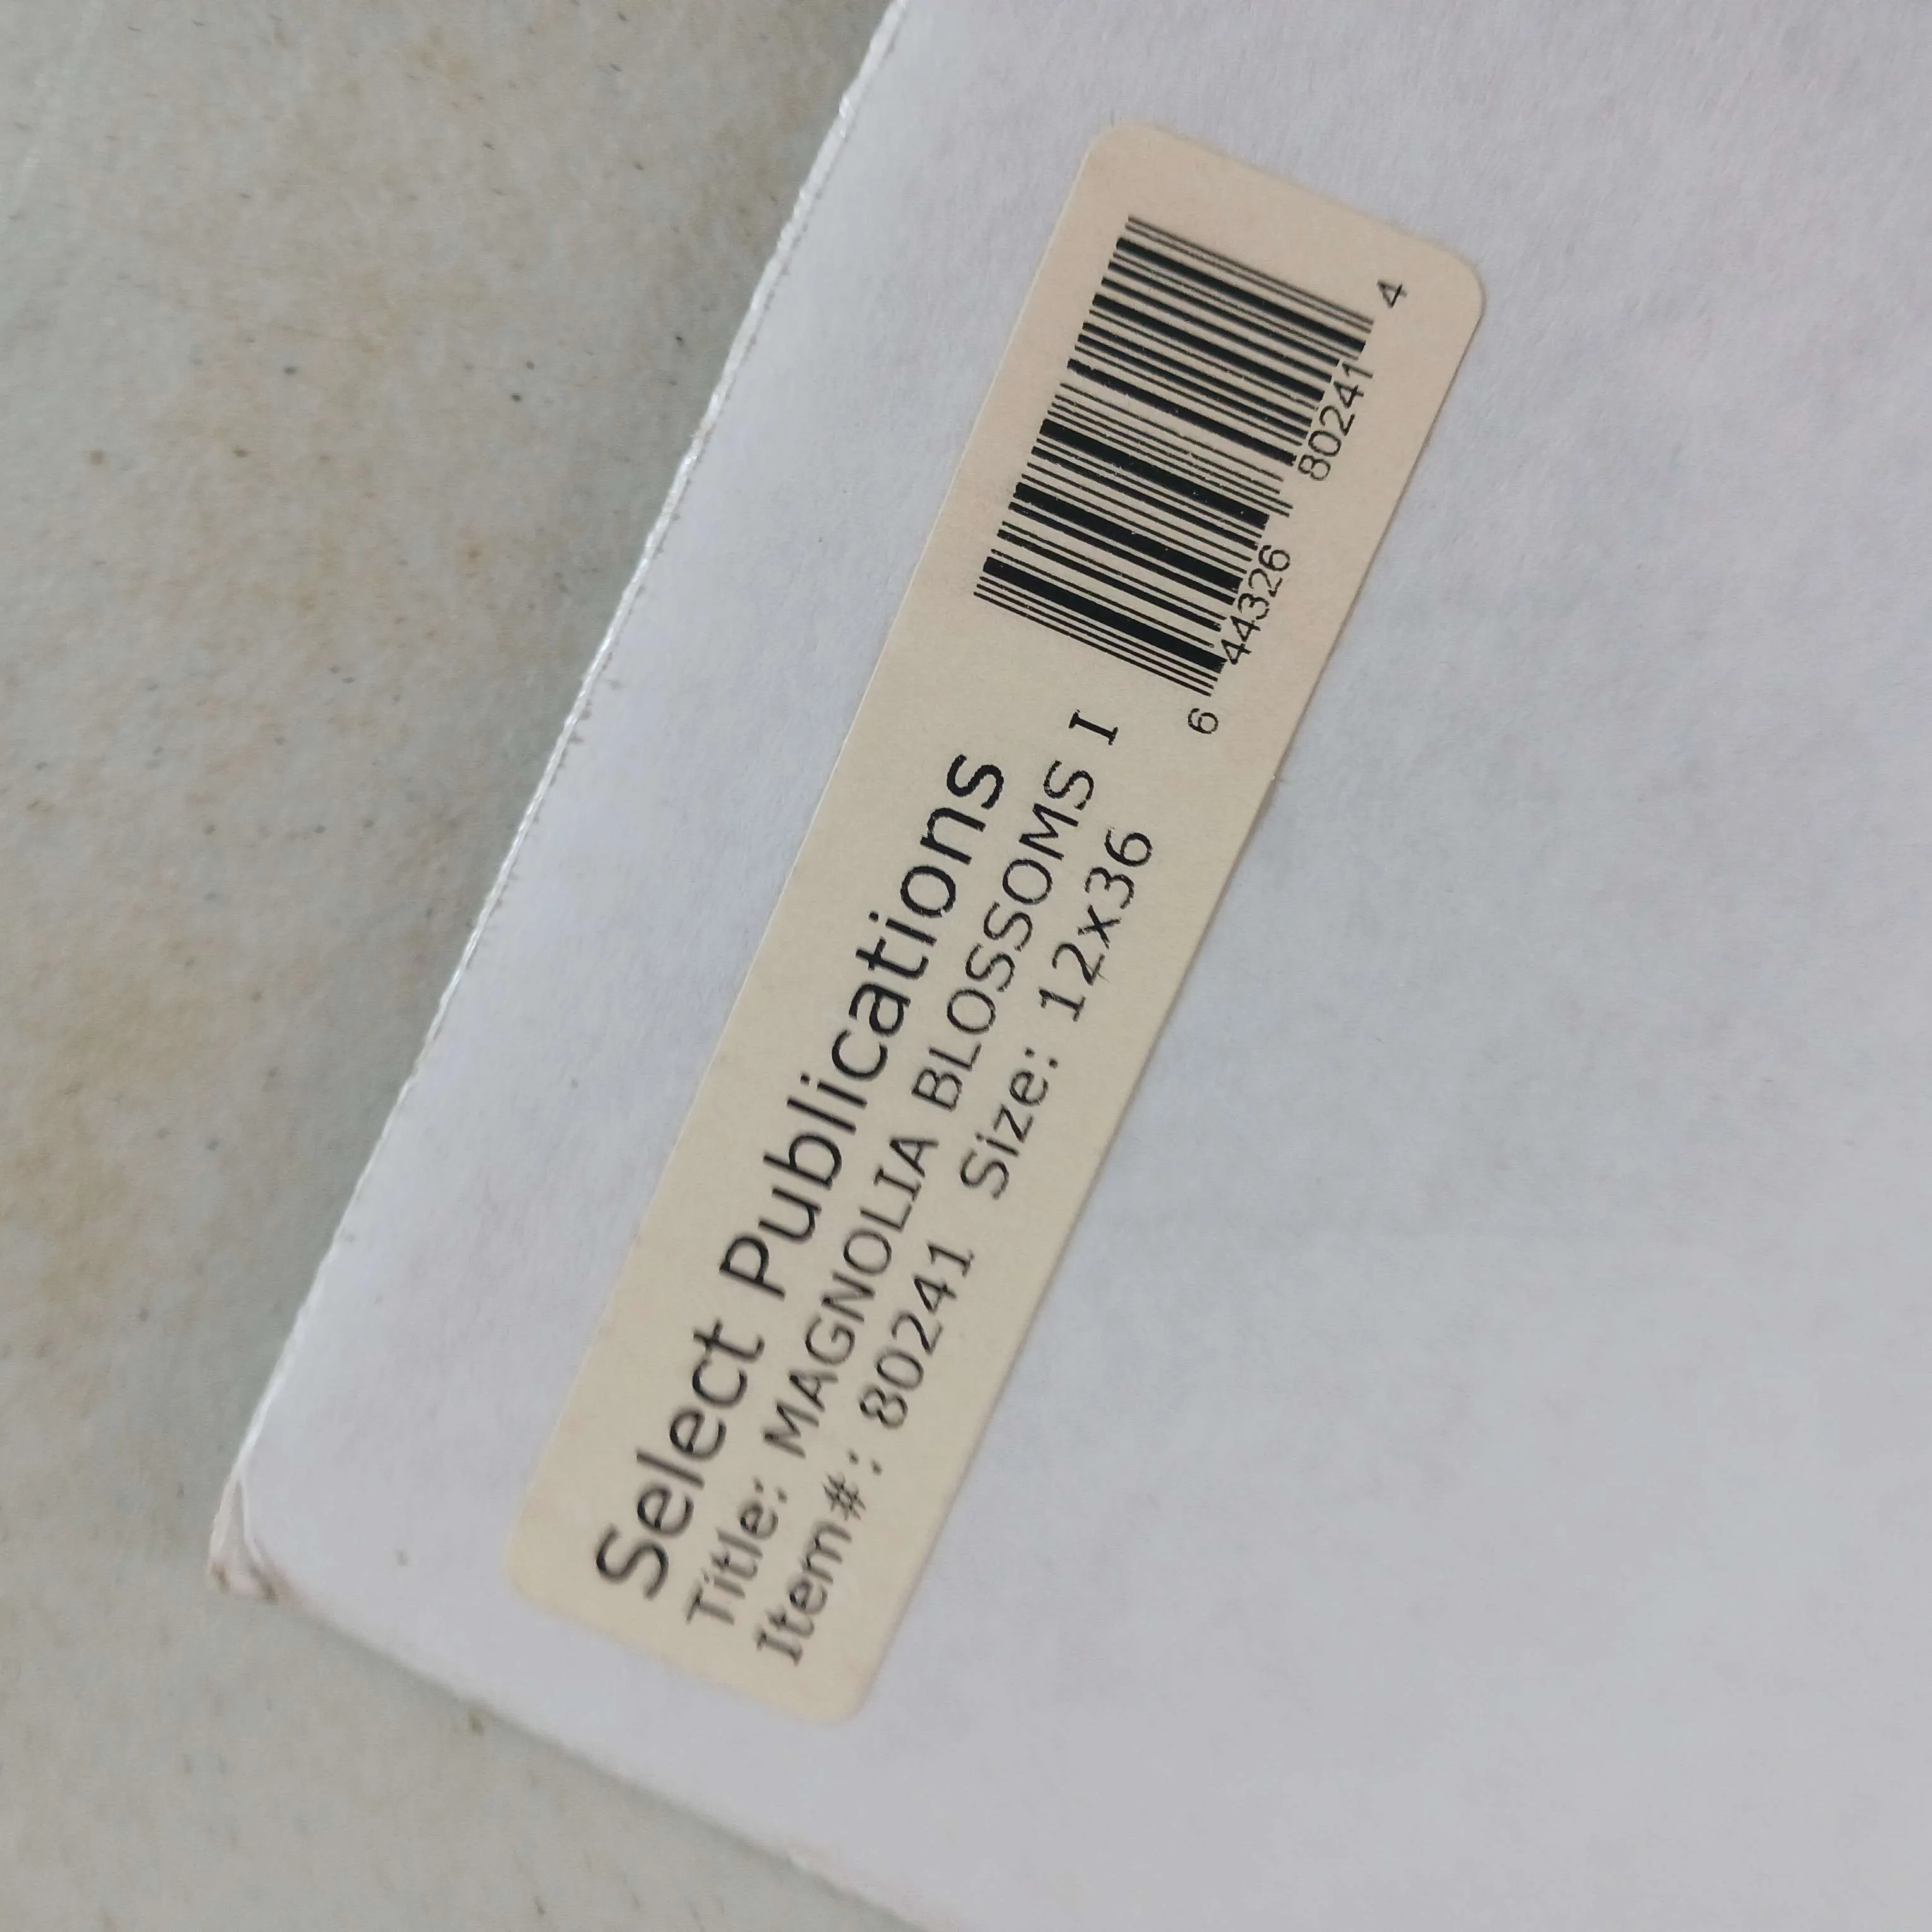 Select Publications
Title: MAGNOLIA BLOSSOMS I
Item#: 80241 Size: 12x36
6 44326 80241 4